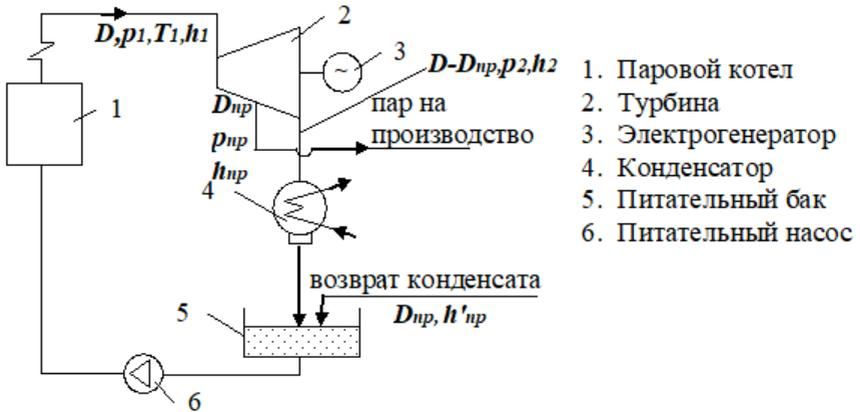 D,p1,T1,h1
2
3
D-Dпр,p2,h2
1
Dпр
pпр
hпр
пар на
производство
4
возврат конденсата
Dпр, h'пр
5
6
~
1. Паровой котел
2. Турбина
3. Электрогенератор
4. Конденсатор
5. Питательный бак
6. Питательный насос